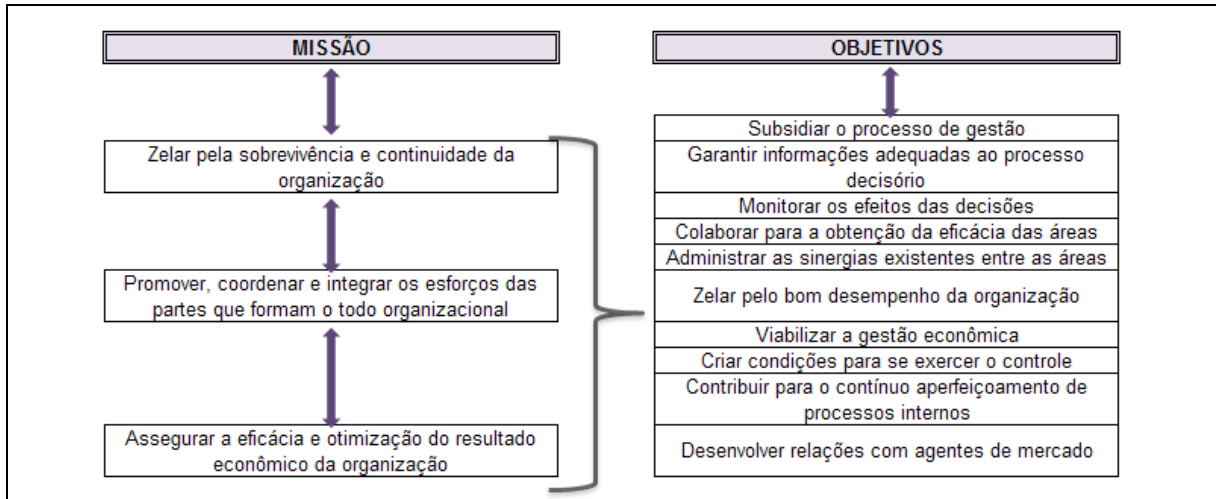 MISSÃO
Zelar pela sobrevivência e continuidade da
organização
Promover, coordenar e integrar os esforços das
partes que formam o todo organizacional
Assegurar a eficácia e otimização do resultado
econômico da organização
OBJETIVOS
Subsidiar o processo de gestão
Garantir informações adequadas ao processo
decisório
Monitorar os efeitos das decisões
Colaborar para a obtenção da eficácia das áreas
Administrar as sinergias existentes entre as áreas
Zelar pelo bom desempenho da organização
Viabilizar a gestão econômica
Criar condições para se exercer o controle
Contribuir para o contínuo aperfeiçoamento de
processos internos
Desenvolver relações com agentes de mercado